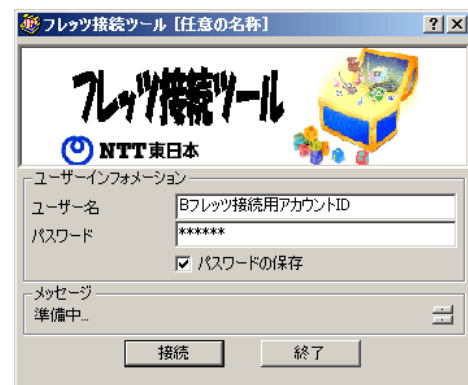 フレッツ接続ツール [任意の名称]
フレッツ接続ツール
NTT東日本
ユーザーインフォメーション
ユーザー名
Bフレッツ接続用アカウントID
パスワード
******
パスワードの保存
メッセージ
準備中...
接続
終了